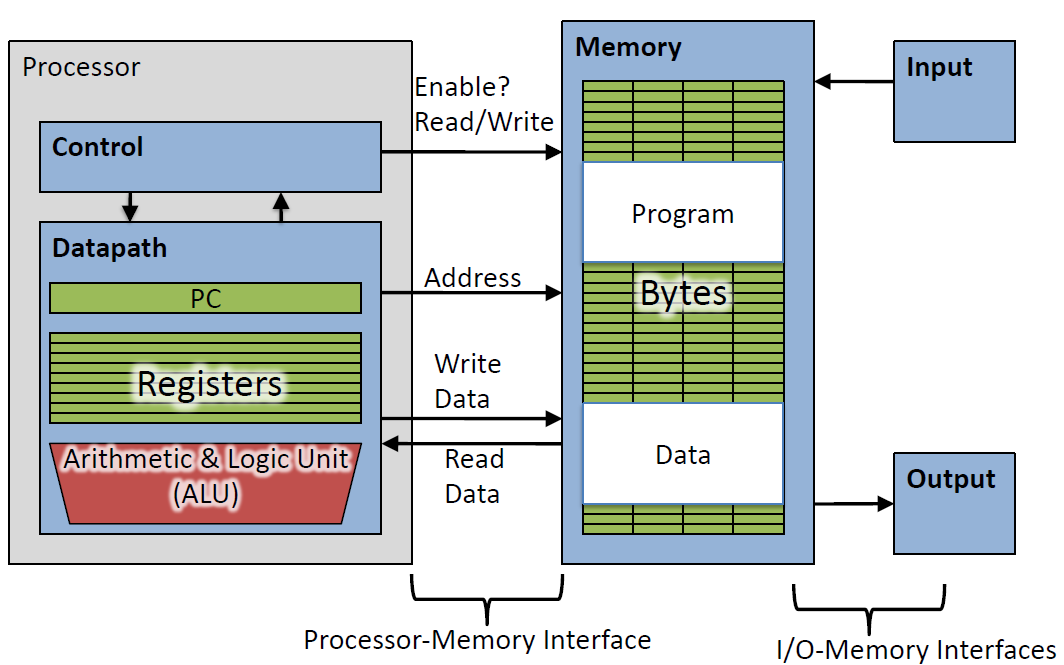 Processor
Control
Datapath
PC
Registers
Arithmetic & Logic Unit
(ALU)
Enable?
Read/Write
Address
Write
Data
Read
Data
Memory
Program
Bytes
Data
Input
Output
Processor-Memory Interface
I/O-Memory Interfaces